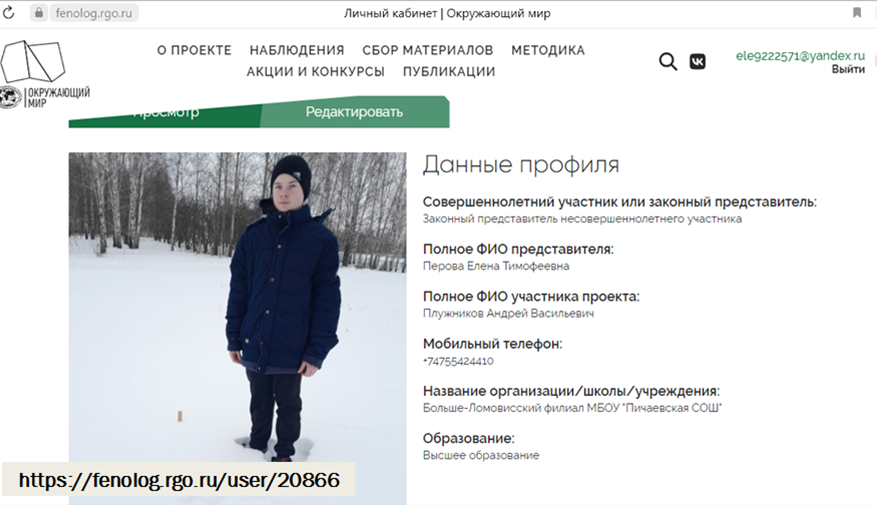 fenolog.rgo.ru
Личный кабинет | Окружающий мир
О ПРОЕКТЕ НАБЛЮДЕНИЯ СБОР МАТЕРИАЛОВ МЕТОДИКА
АКЦИИ И КОНКУРСЫ ПУБЛИКАЦИИ
ele9222571@yandex.ru
Выйти
ОКРУЖАЮЩИЙ
МИР
Просмотр Редактировать
Данные профиля
Совершеннолетний участник или законный представитель:
Законный представитель несовершеннолетнего участника
Полное ФИО представителя:
Перова Елена Тимофеевна
Полное ФИО участника проекта:
Плужников Андрей Васильевич
Мобильный телефон:
+74755424410
Название организации/школы/учреждения:
Больше-Ломовисский филиал МБОУ "Пичаевская СОШ"
Образование:
Высшее образование
https://fenolog.rgo.ru/user/20866